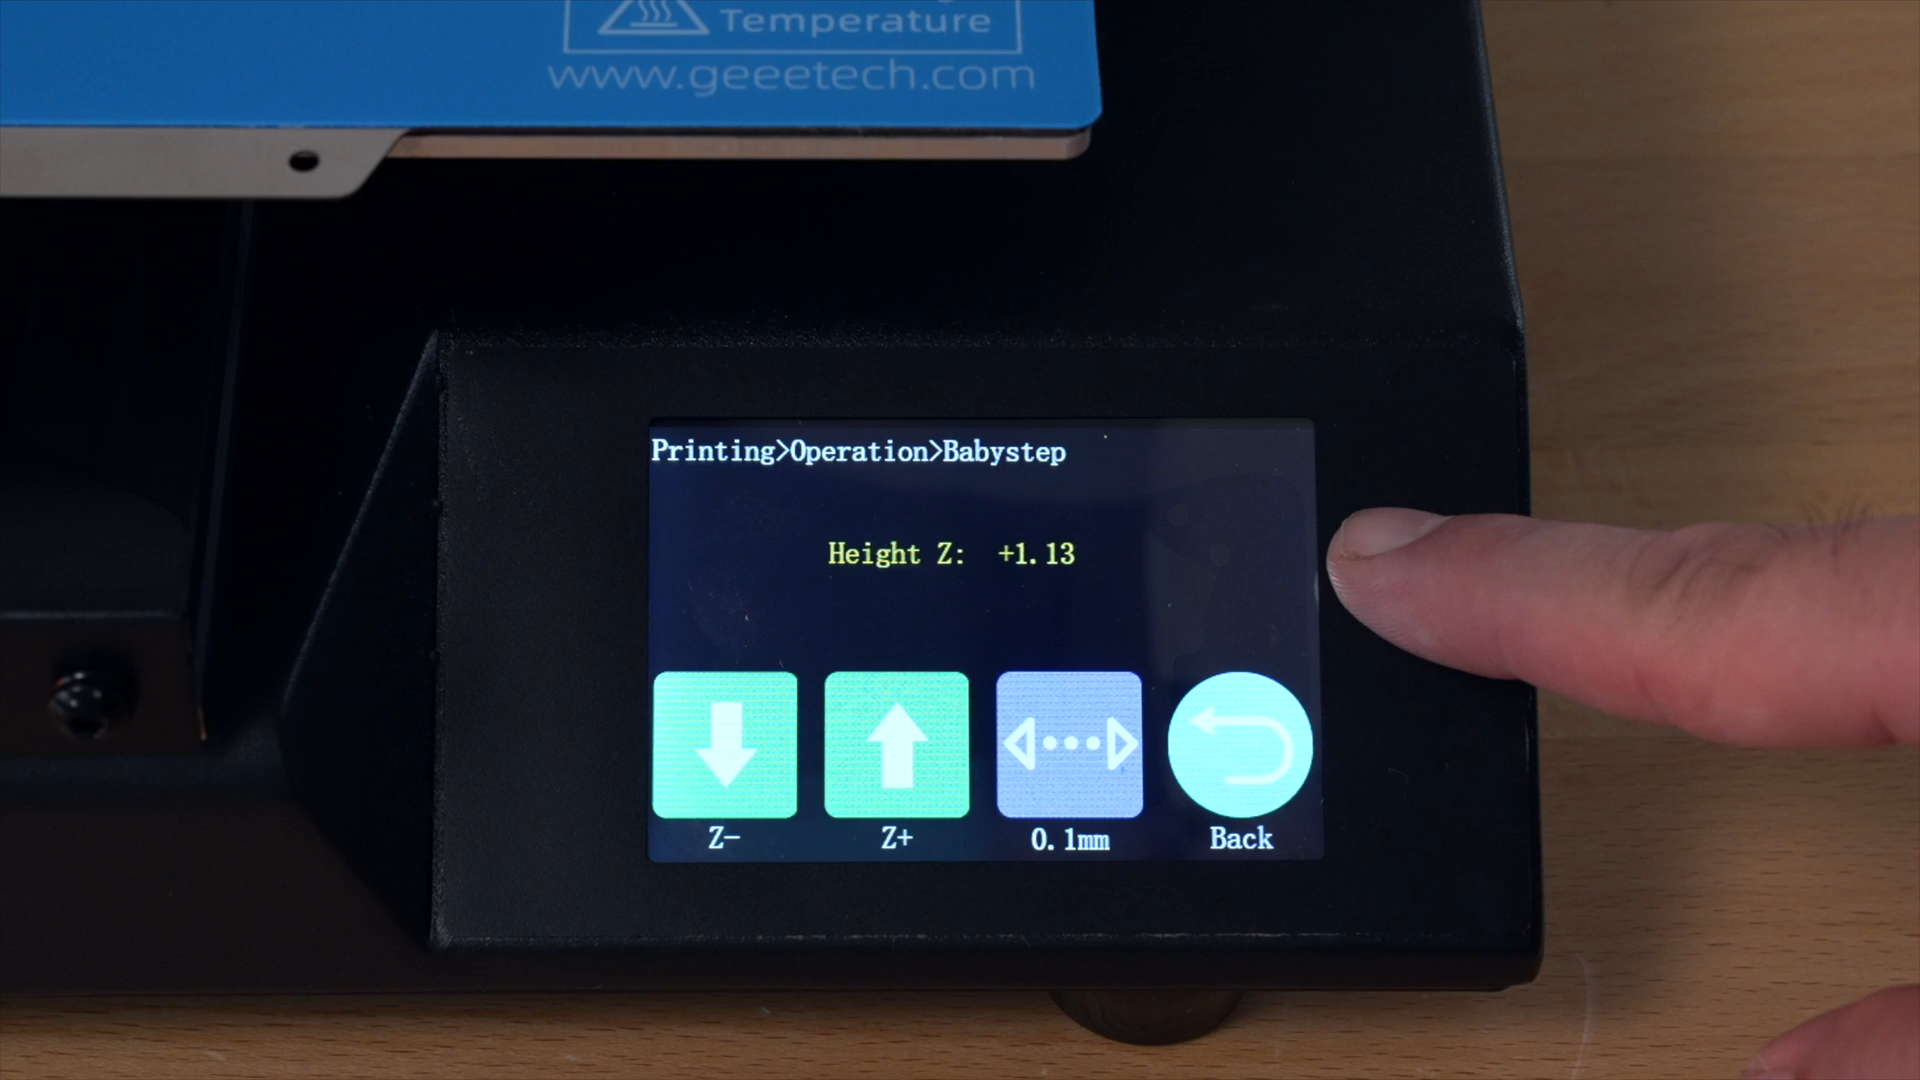 Temperature
www.geeetech.com
Printing>Operation>Babystep
Height Z: +1.13
Z- Z+ 0.1mm Back